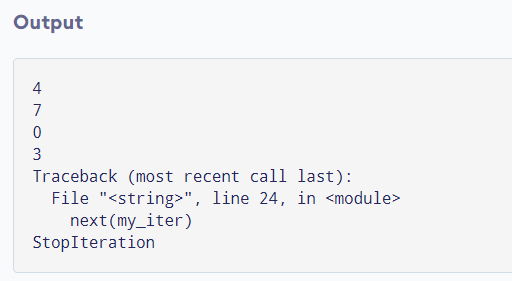 Output
4
7
0
3
Traceback (most recent call last):
  File "<string>", line 24, in <module>
    next(my_iter)
StopIteration